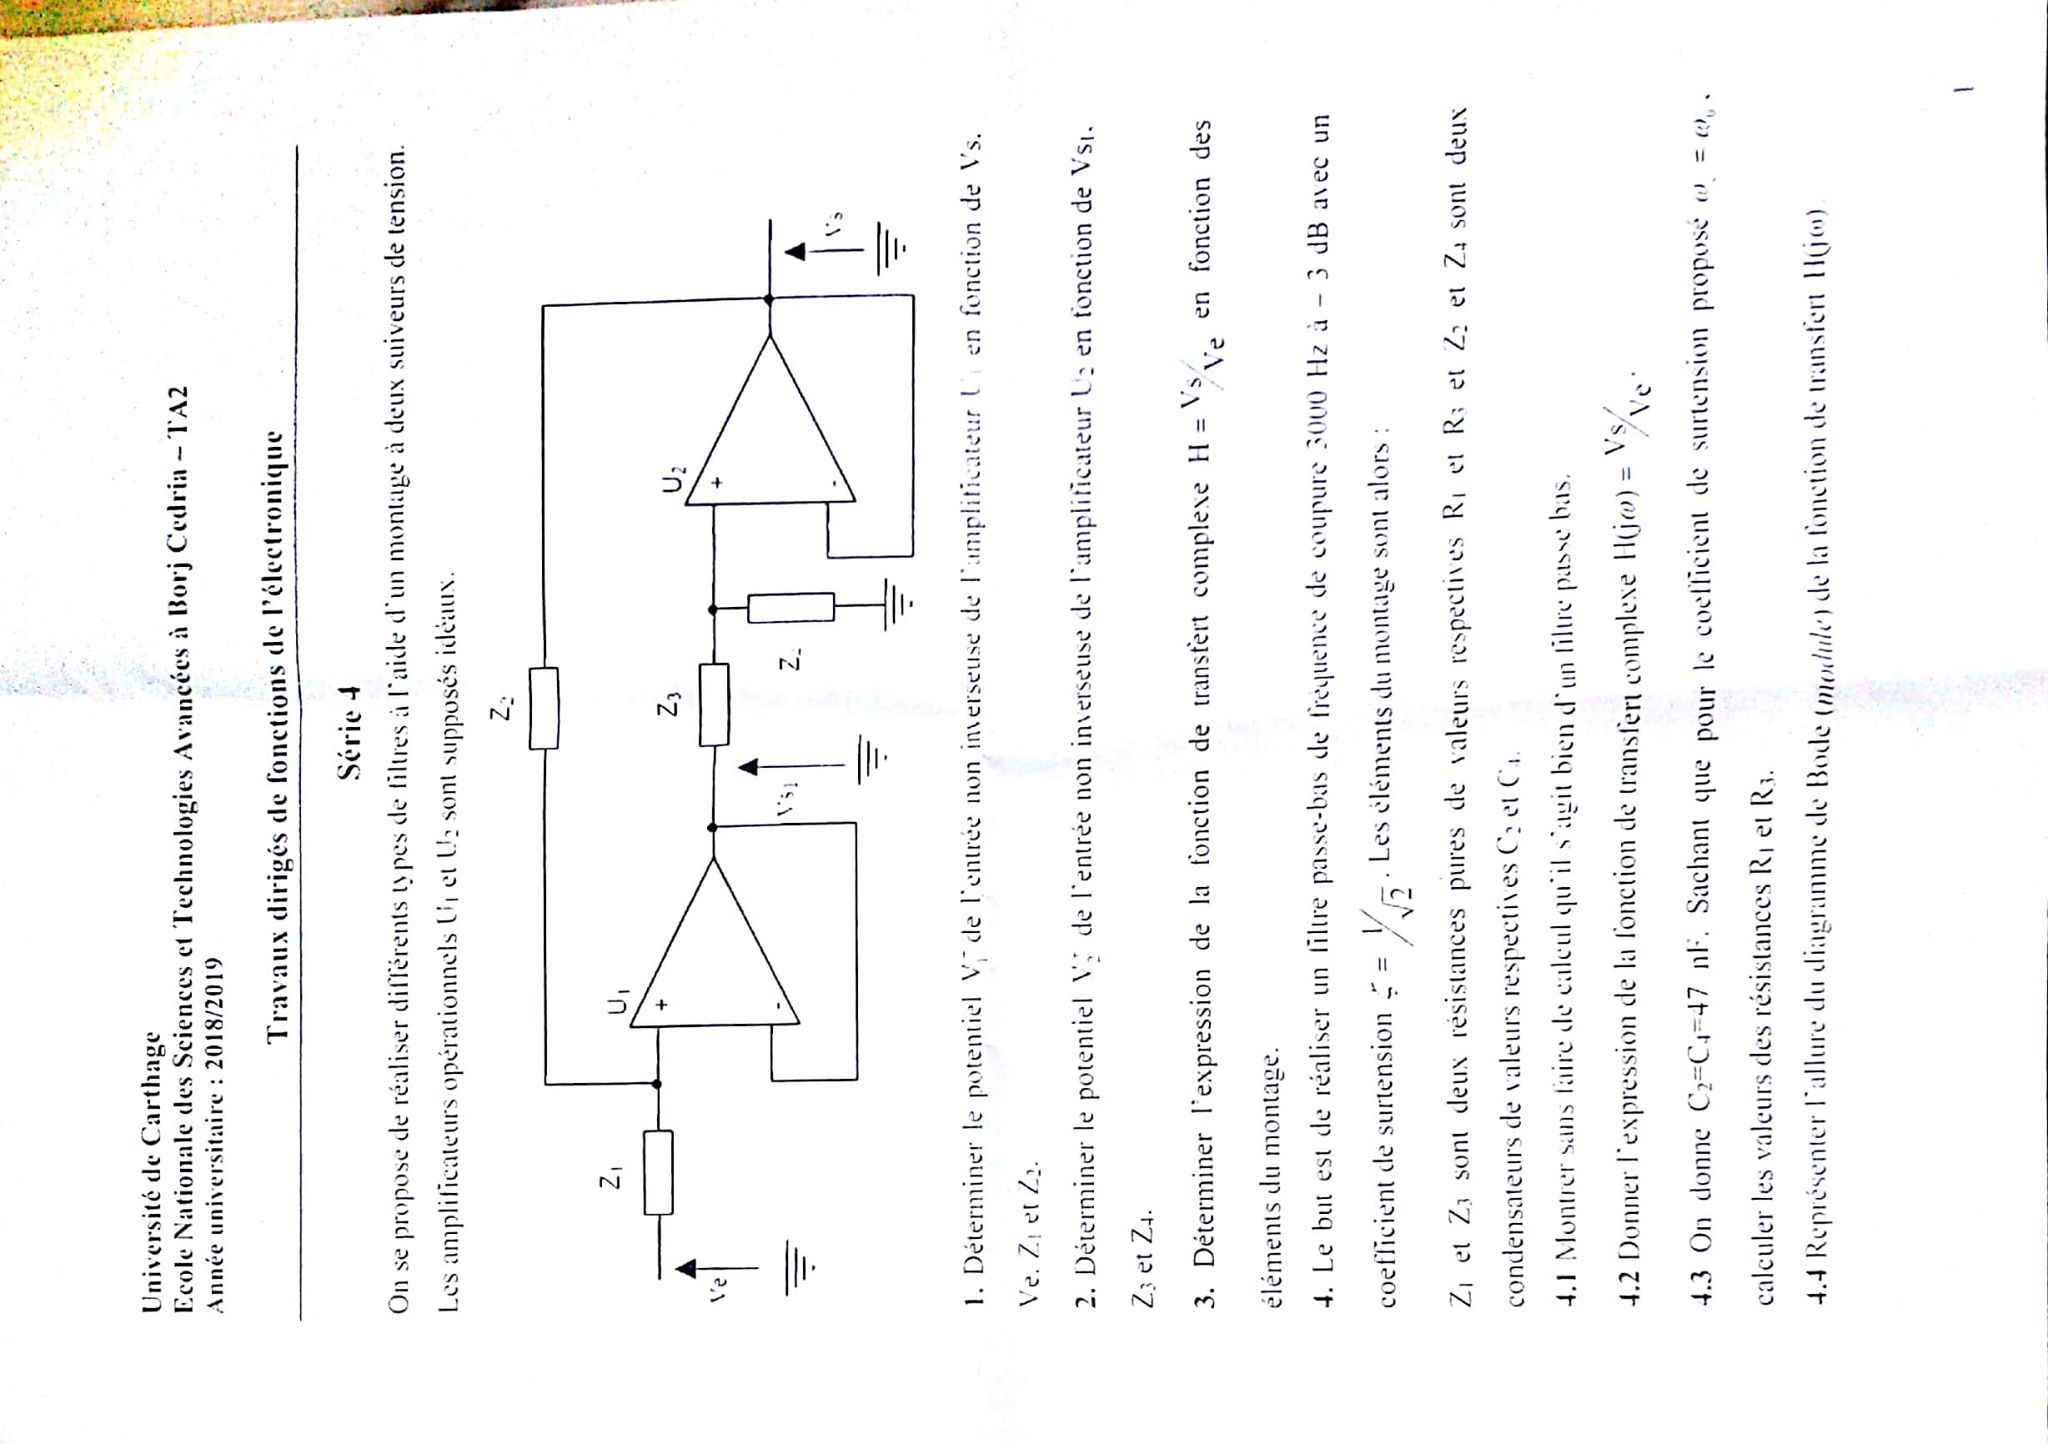 Université de Carthage
Ecole Nationale des Sciences et Technologies Avancées à Borj Cedria – TA2
Année universitaire : 2018/2019
Travaux dirigés de fonctions de l'électronique
Série 4
On se propose de réaliser différents types de filtres à l'aide d'un montage à deux suiveurs de tension.
Les amplificateurs opérationnels U₁ et U₂ sont supposés idéaux.
Z₂
Z₁
U₁
+
-
Z₃
U₂
+
-
Ve
Vs₁
Z
Vs
1. Déterminer le potentiel V₁ de l'entrée non inverseuse de l'amplificateur U en fonction de Vs.
Ve. Z₁ et Z₂.
2. Déterminer le potentiel V₂ de l'entrée non inverseuse de l'amplificateur U₂ en fonction de Vs₁.
Z₃ et Z₄.
3. Déterminer l'expression de la fonction de transfert complexe H = Vs/Ve en fonction des
éléments du montage.
4. Le but est de réaliser un filtre passe-bas de fréquence de coupure 3000 Hz à – 3 dB avec un
coefficient de surtension ζ = 1/√2. Les éléments du montage sont alors :
Z₁ et Z₃ sont deux résistances pures de valeurs respectives R₁ et R₃ et Z₂ et Z₄ sont deux
condensateurs de valeurs respectives C₂ et C₄.
4.1 Montrer sans faire de calcul qu'il s'agit bien d'un filtre passe bas.
4.2 Donner l'expression de la fonction de transfert complexe H(jω) = Vs/Ve.
4.3 On donne C₂=C₄=47 nF. Sachant que pour le coefficient de surtension proposé ω = ω₀.
calculer les valeurs des résistances R₁ et R₃.
4.4 Représenter l'allure du diagramme de Bode (module) de la fonction de transfert H(jω)
1